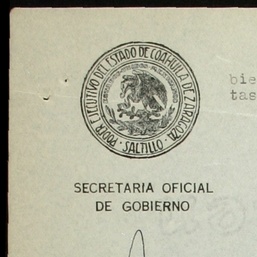 PODER EJECUTIVO DEL ESTADO DE COAHUILA DE ZARAGOZA
· SALTILLO ·
bie
tas
SECRETARIA OFICIAL
DE GOBIERNO